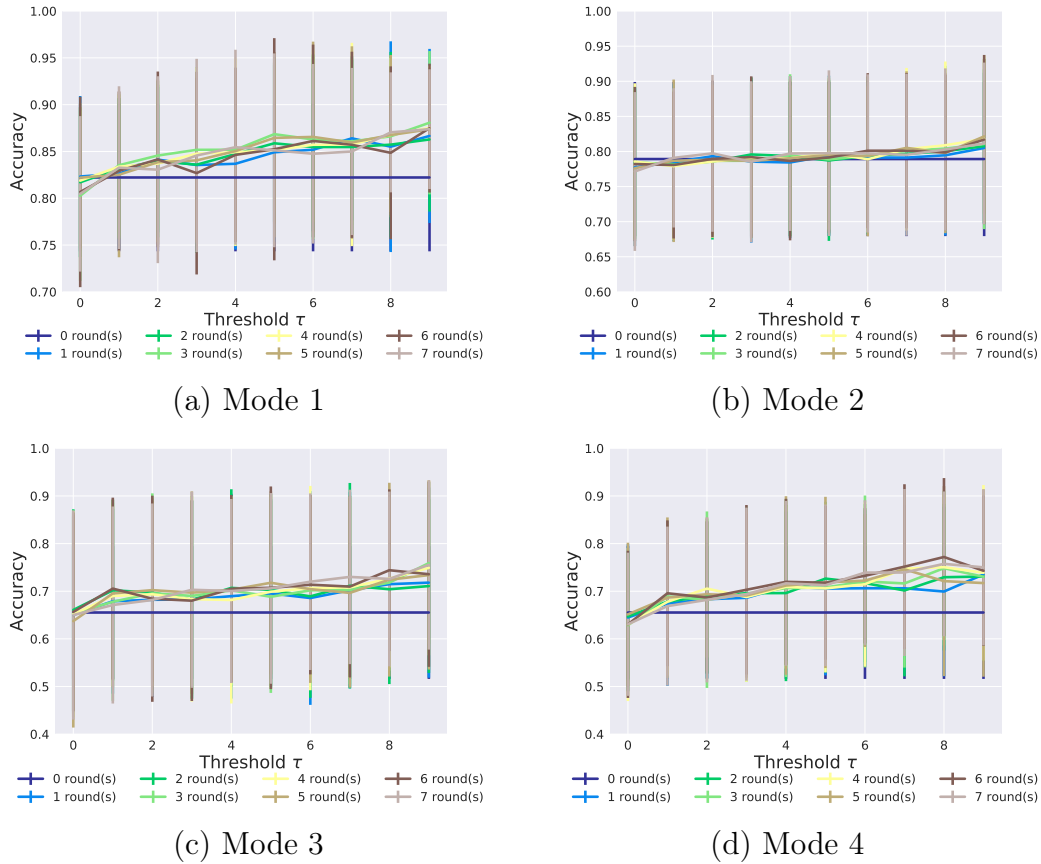 1.00
0.95
0.90
0.85
0.80
0.75
0.70
Accuracy
0 2 4 6 8
Threshold τ
0 round(s) 2 round(s) 4 round(s) 6 round(s)
1 round(s) 3 round(s) 5 round(s) 7 round(s)
(a) Mode 1
1.00
0.95
0.90
0.85
0.80
0.75
0.70
0.65
0.60
Accuracy
0 2 4 6 8
Threshold τ
0 round(s) 2 round(s) 4 round(s) 6 round(s)
1 round(s) 3 round(s) 5 round(s) 7 round(s)
(b) Mode 2
1.0
0.9
0.8
0.7
0.6
0.5
0.4
Accuracy
0 2 4 6 8
Threshold τ
0 round(s) 2 round(s) 4 round(s) 6 round(s)
1 round(s) 3 round(s) 5 round(s) 7 round(s)
(c) Mode 3
1.0
0.9
0.8
0.7
0.6
0.5
0.4
Accuracy
0 2 4 6 8
Threshold τ
0 round(s) 2 round(s) 4 round(s) 6 round(s)
1 round(s) 3 round(s) 5 round(s) 7 round(s)
(d) Mode 4